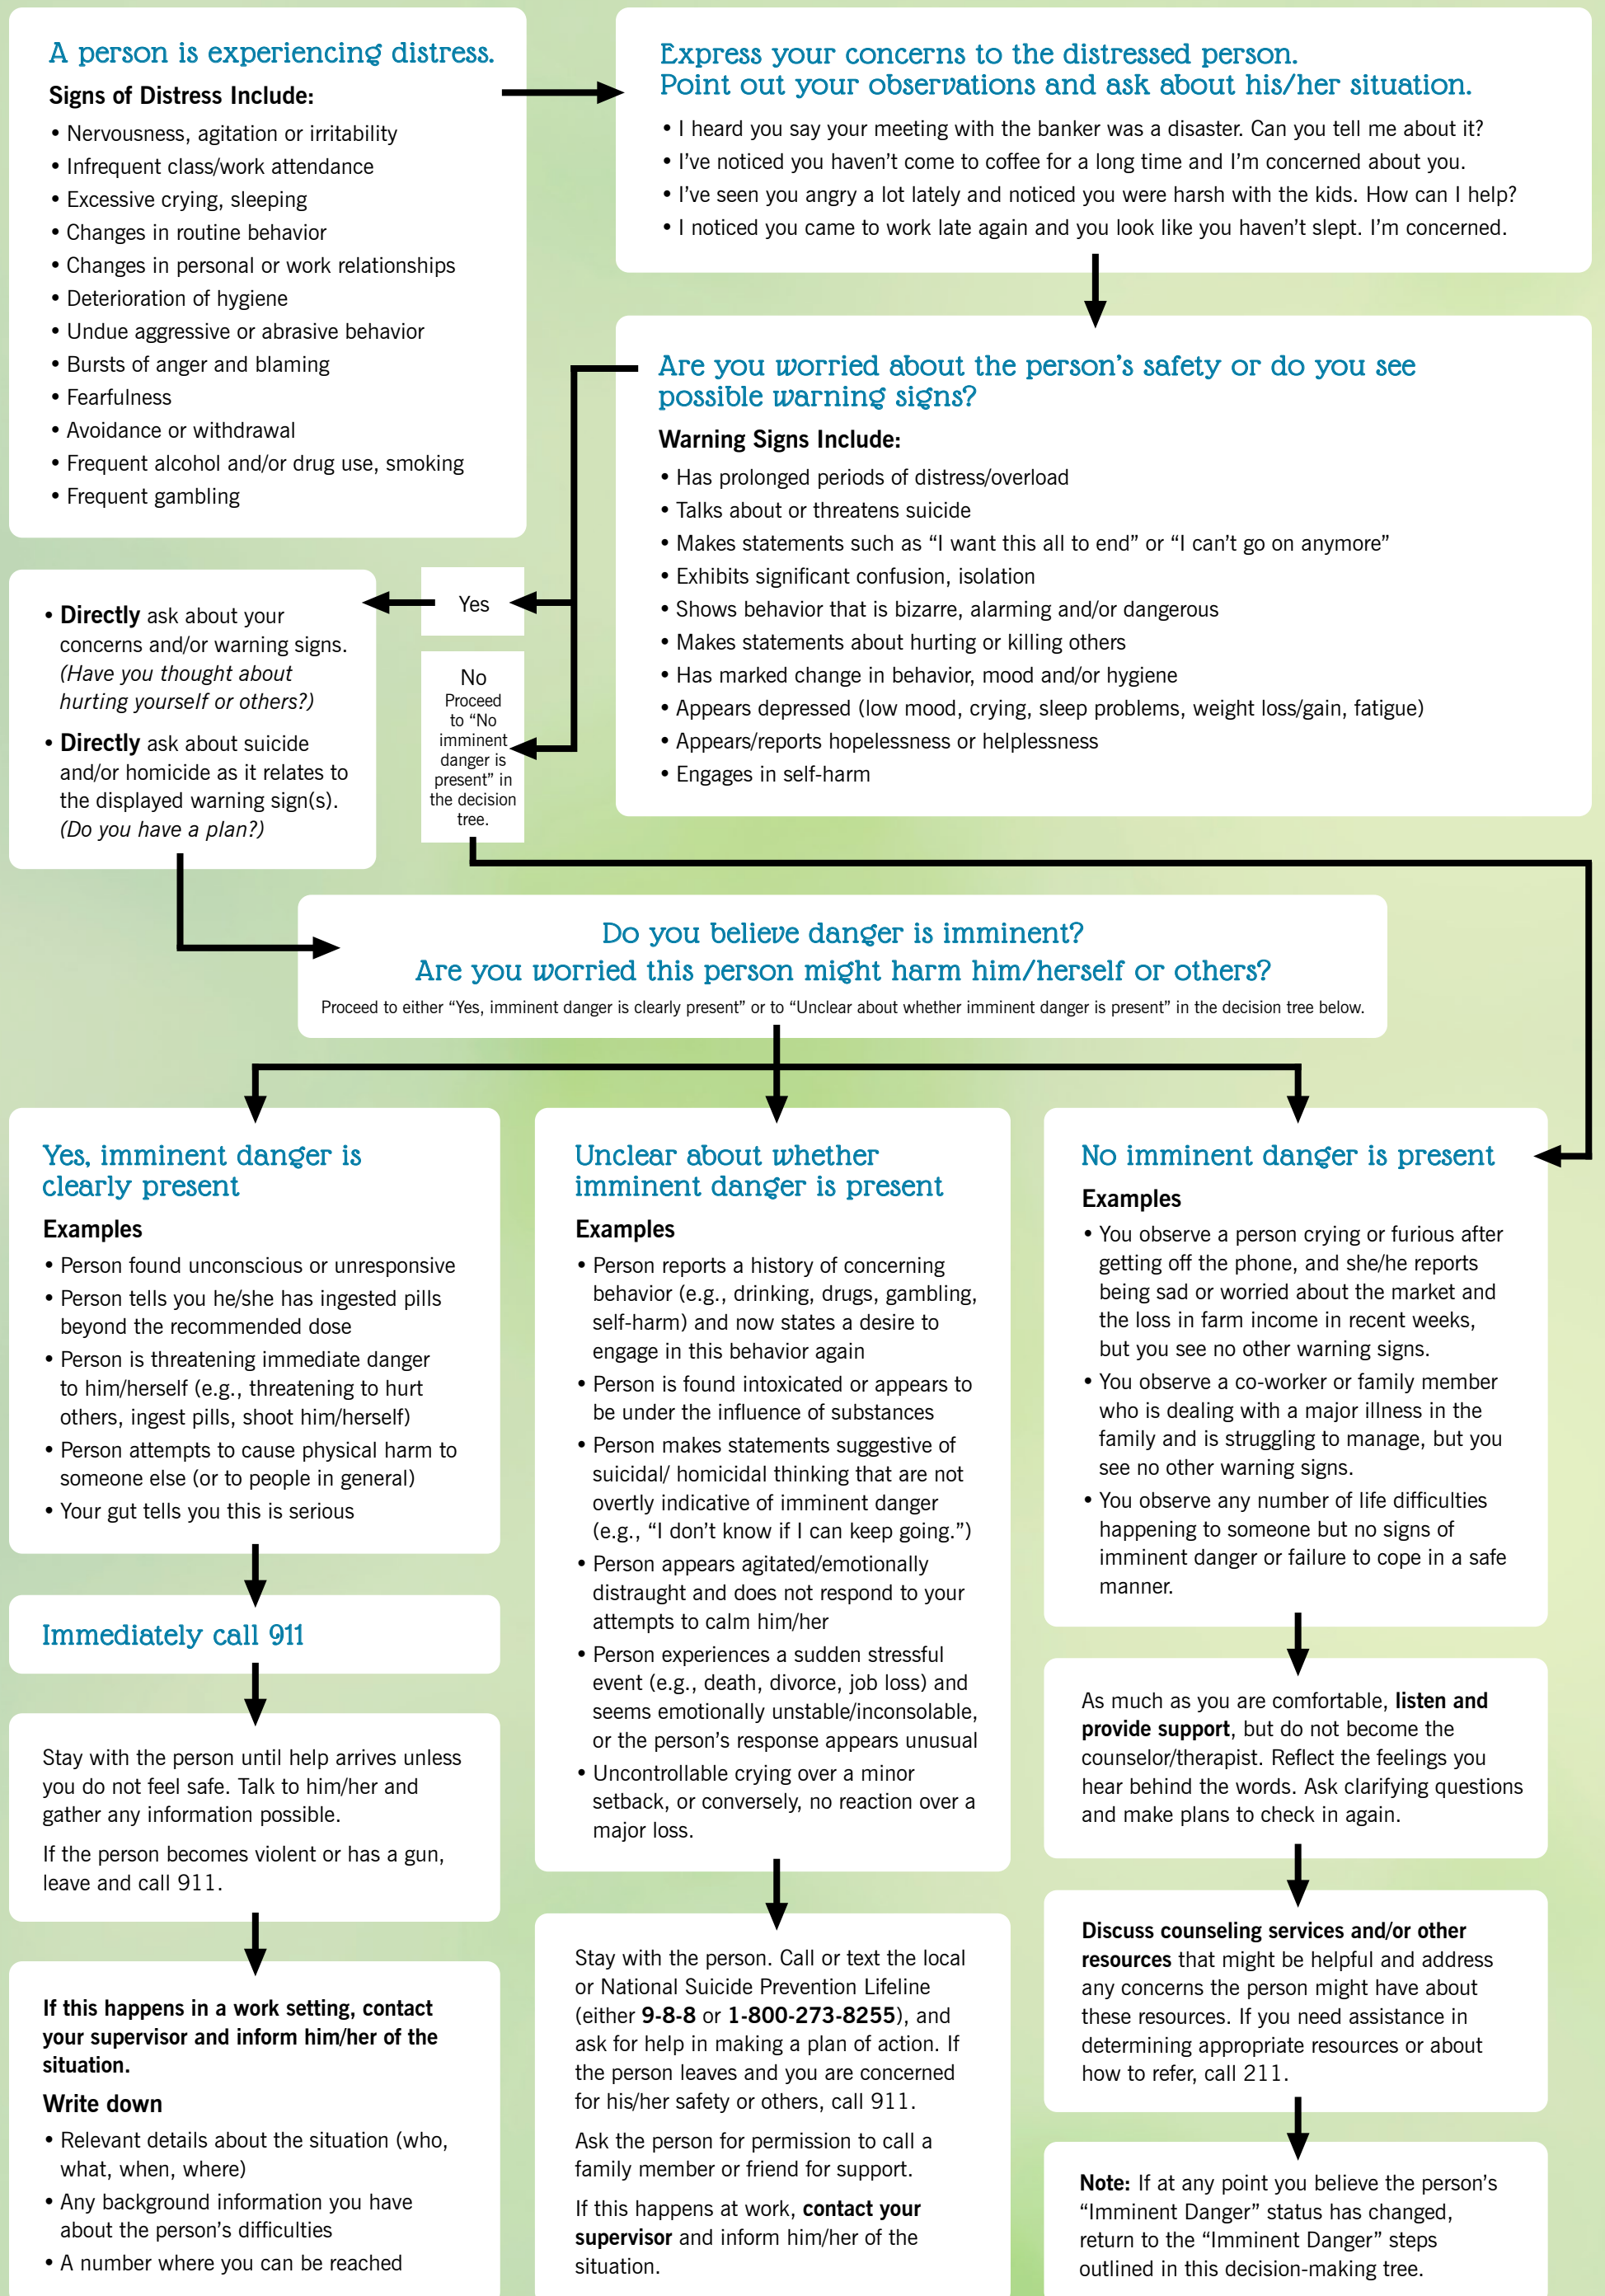 A person is experiencing distress.
Signs of Distress Include:
• Nervousness, agitation or irritability
• Infrequent class/work attendance
• Excessive crying, sleeping
• Changes in routine behavior
• Changes in personal or work relationships
• Deterioration of hygiene
• Undue aggressive or abrasive behavior
• Bursts of anger and blaming
• Fearfulness
• Avoidance or withdrawal
• Frequent alcohol and/or drug use, smoking
• Frequent gambling
Express your concerns to the distressed person.
Point out your observations and ask about his/her situation.
• I heard you say your meeting with the banker was a disaster. Can you tell me about it?
• I’ve noticed you haven’t come to coffee for a long time and I’m concerned about you.
• I’ve seen you angry a lot lately and noticed you were harsh with the kids. How can I help?
• I noticed you came to work late again and you look like you haven’t slept. I’m concerned.
Are you worried about the person’s safety or do you see
possible warning signs?
Warning Signs Include:
• Has prolonged periods of distress/overload
• Talks about or threatens suicide
• Makes statements such as “I want this all to end” or “I can’t go on anymore”
• Exhibits significant confusion, isolation
• Shows behavior that is bizarre, alarming and/or dangerous
• Makes statements about hurting or killing others
• Has marked change in behavior, mood and/or hygiene
• Appears depressed (low mood, crying, sleep problems, weight loss/gain, fatigue)
• Appears/reports hopelessness or helplessness
• Engages in self-harm
Yes
No
Proceed
to “No
imminent
danger is
present” in
the decision
tree.
• Directly ask about your
concerns and/or warning signs.
(Have you thought about
hurting yourself or others?)
• Directly ask about suicide
and/or homicide as it relates to
the displayed warning sign(s).
(Do you have a plan?)
Do you believe danger is imminent?
Are you worried this person might harm him/herself or others?
Proceed to either “Yes, imminent danger is clearly present” or to “Unclear about whether imminent danger is present” in the decision tree below.
Yes, imminent danger is
clearly present
Examples
• Person found unconscious or unresponsive
• Person tells you he/she has ingested pills
beyond the recommended dose
• Person is threatening immediate danger
to him/herself (e.g., threatening to hurt
others, ingest pills, shoot him/herself)
• Person attempts to cause physical harm to
someone else (or to people in general)
• Your gut tells you this is serious
Immediately call 911
Stay with the person until help arrives unless
you do not feel safe. Talk to him/her and
gather any information possible.
If the person becomes violent or has a gun,
leave and call 911.
If this happens in a work setting, contact
your supervisor and inform him/her of the
situation.
Write down
• Relevant details about the situation (who,
what, when, where)
• Any background information you have
about the person’s difficulties
• A number where you can be reached
Unclear about whether
imminent danger is present
Examples
• Person reports a history of concerning
behavior (e.g., drinking, drugs, gambling,
self-harm) and now states a desire to
engage in this behavior again
• Person is found intoxicated or appears to
be under the influence of substances
• Person makes statements suggestive of
suicidal/ homicidal thinking that are not
overtly indicative of imminent danger
(e.g., “I don’t know if I can keep going.”)
• Person appears agitated/emotionally
distraught and does not respond to your
attempts to calm him/her
• Person experiences a sudden stressful
event (e.g., death, divorce, job loss) and
seems emotionally unstable/inconsolable,
or the person’s response appears unusual
• Uncontrollable crying over a minor
setback, or conversely, no reaction over a
major loss.
Stay with the person. Call or text the local
or National Suicide Prevention Lifeline
(either 9-8-8 or 1-800-273-8255), and
ask for help in making a plan of action. If
the person leaves and you are concerned
for his/her safety or others, call 911.
Ask the person for permission to call a
family member or friend for support.
If this happens at work, contact your
supervisor and inform him/her of the
situation.
No imminent danger is present
Examples
• You observe a person crying or furious after
getting off the phone, and she/he reports
being sad or worried about the market and
the loss in farm income in recent weeks,
but you see no other warning signs.
• You observe a co-worker or family member
who is dealing with a major illness in the
family and is struggling to manage, but you
see no other warning signs.
• You observe any number of life difficulties
happening to someone but no signs of
imminent danger or failure to cope in a safe
manner.
As much as you are comfortable, listen and
provide support, but do not become the
counselor/therapist. Reflect the feelings you
hear behind the words. Ask clarifying questions
and make plans to check in again.
Discuss counseling services and/or other
resources that might be helpful and address
any concerns the person might have about
these resources. If you need assistance in
determining appropriate resources or about
how to refer, call 211.
Note: If at any point you believe the person’s
“Imminent Danger” status has changed,
return to the “Imminent Danger” steps
outlined in this decision-making tree.